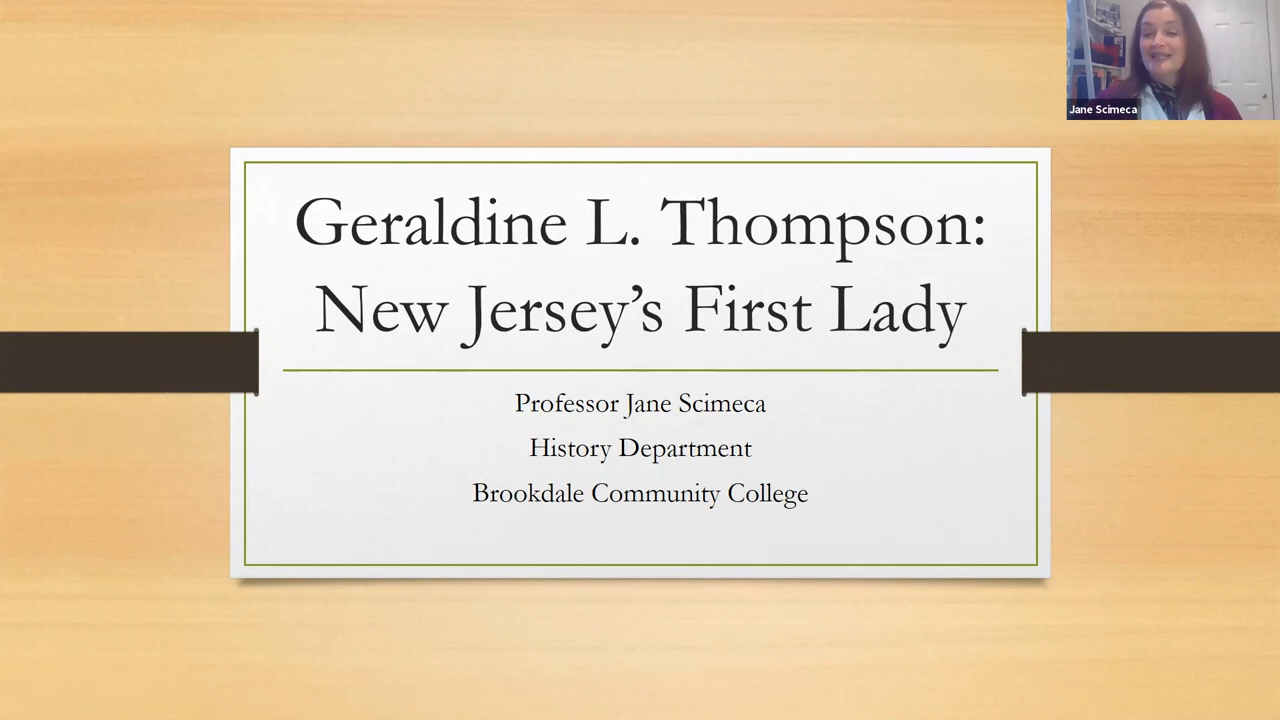 Jane Scimeca
Geraldine L. Thompson:
New Jersey’s First Lady
Professor Jane Scimeca
History Department
Brookdale Community College